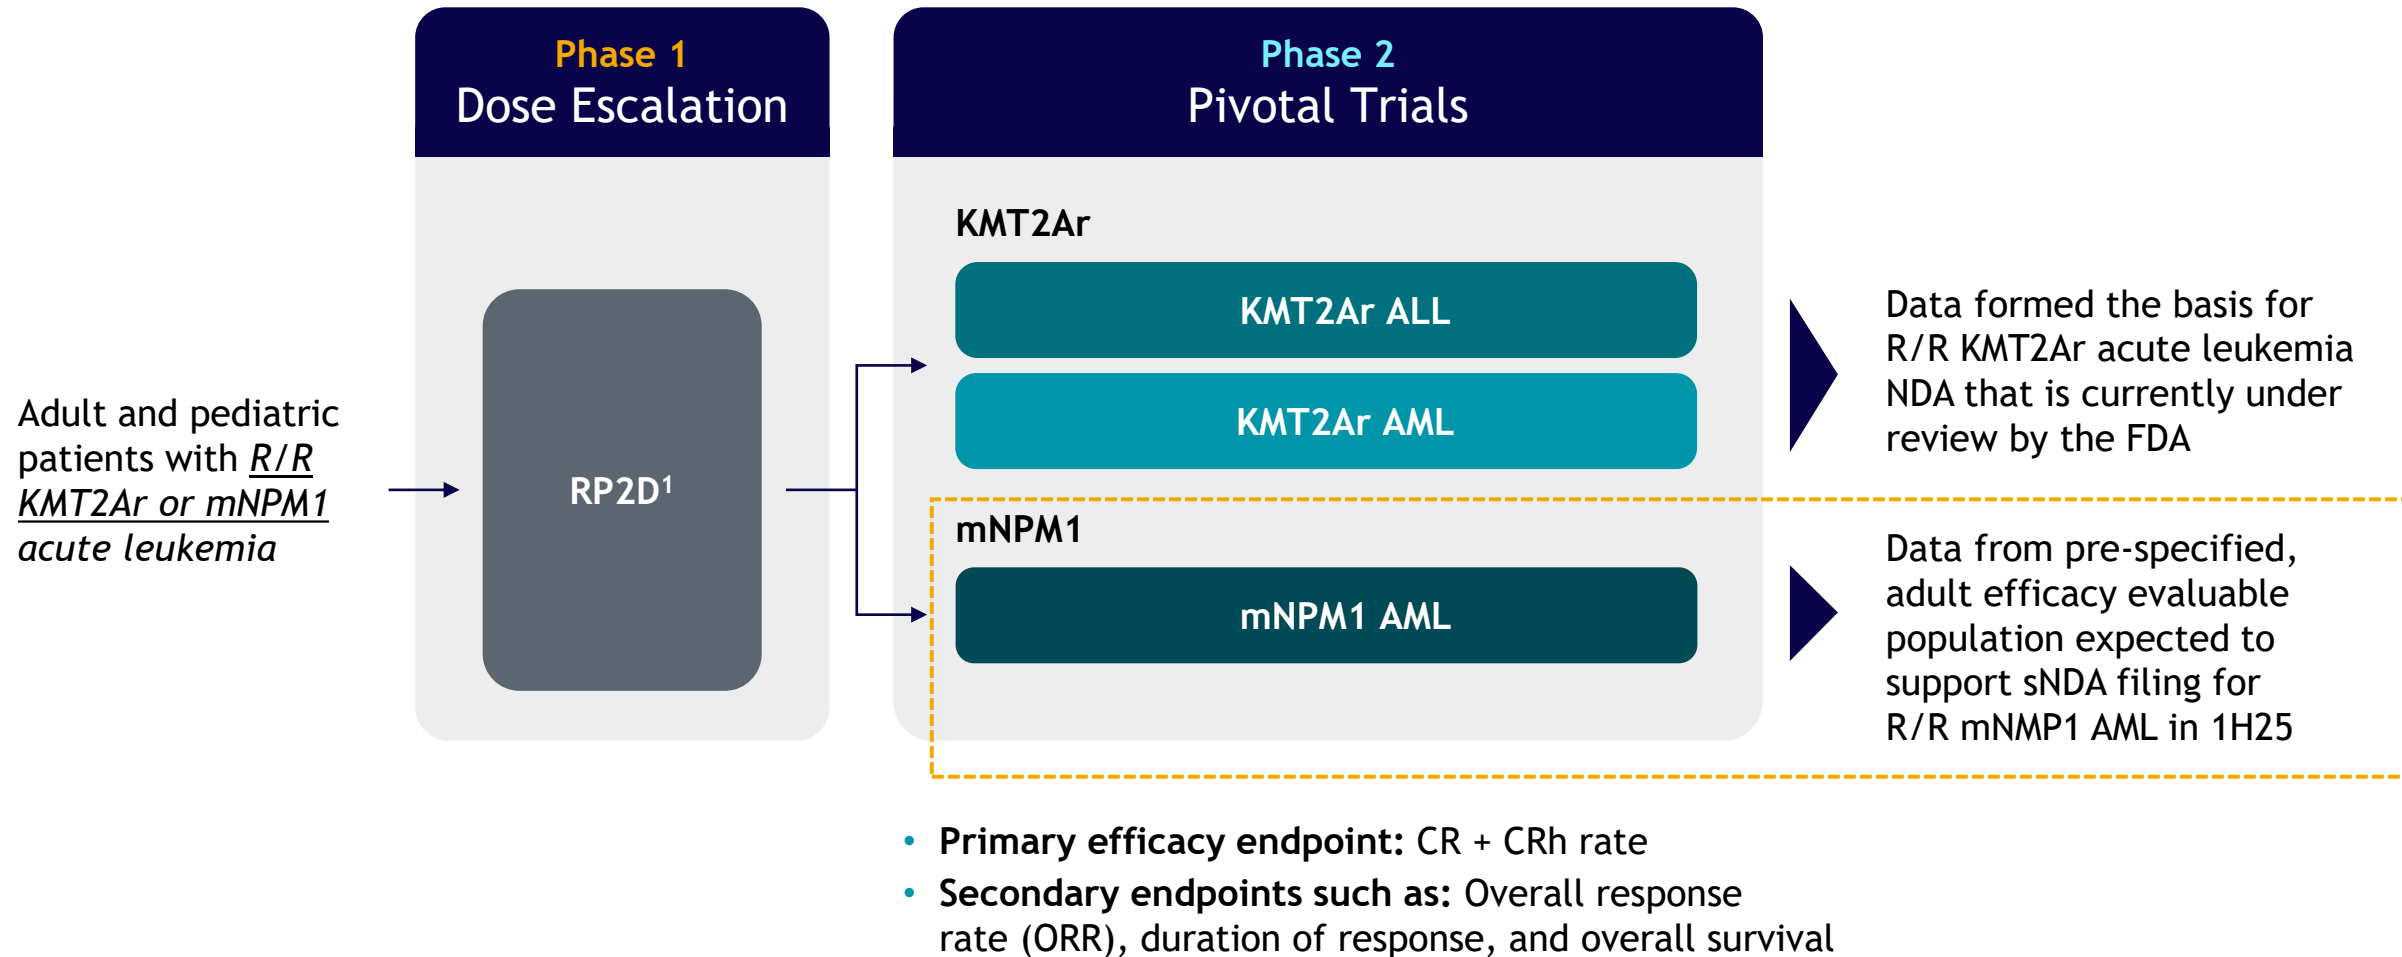 Phase 1
Dose Escalation
Phase 2
Pivotal Trials
Adult and pediatric
patients with R/R
KMT2Ar or mNPM1
acute leukemia
RP2D¹
KMT2Ar
KMT2Ar ALL
KMT2Ar AML
mNPM1
mNPM1 AML
Data formed the basis for
R/R KMT2Ar acute leukemia
NDA that is currently under
review by the FDA
Data from pre-specified,
adult efficacy evaluable
population expected to
support sNDA filing for
R/R mNMP1 AML in 1H25
• Primary efficacy endpoint: CR + CRh rate
• Secondary endpoints such as: Overall response
rate (ORR), duration of response, and overall survival